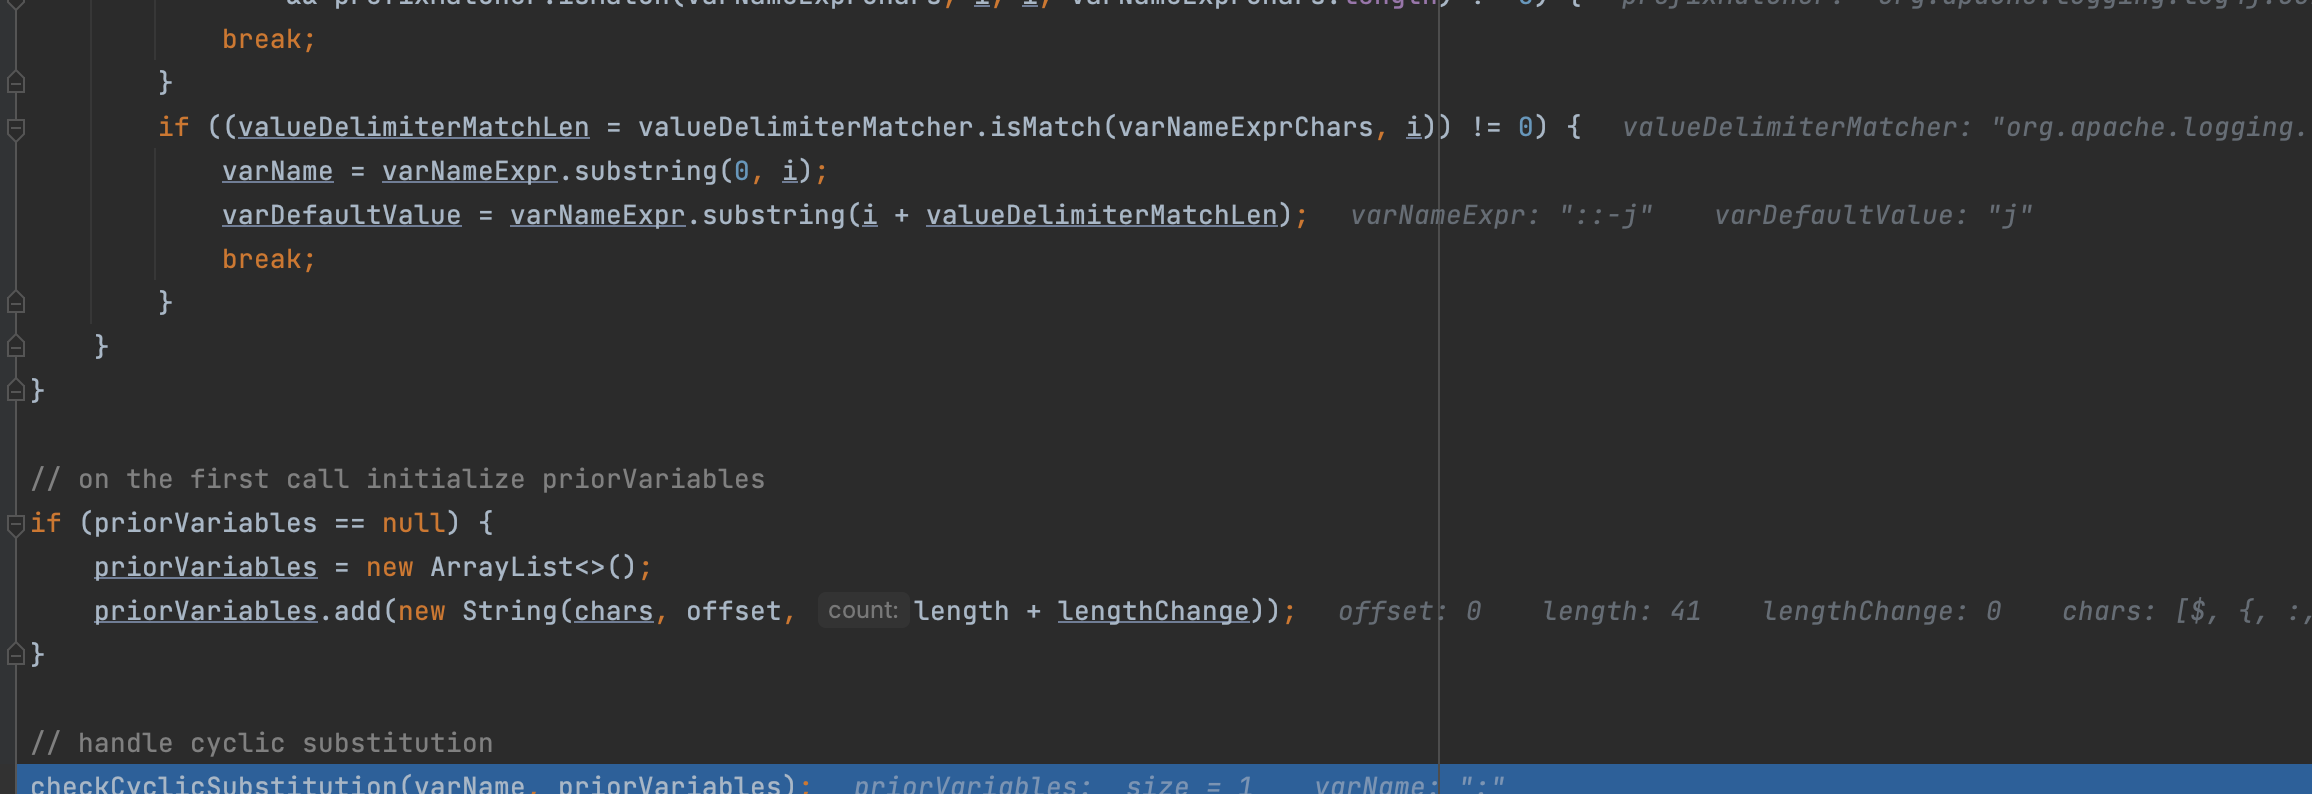 && prefixMatcher.isMatch(varNameExprChars, i, i, varNameExprChars.length) != 0) { prefixMatcher: "org.apache.logging.log4j.co
break;
}
if ((valueDelimiterMatchLen = valueDelimiterMatcher.isMatch(varNameExprChars, i)) != 0) { valueDelimiterMatcher: "org.apache.logging.
varName = varNameExpr.substring(0, i);
varDefaultValue = varNameExpr.substring(i + valueDelimiterMatchLen); varNameExpr: "::-j" varDefaultValue: "j"
break;
}
}
}
// on the first call initialize priorVariables
if (priorVariables == null) {
priorVariables = new ArrayList<>();
priorVariables.add(new String(chars, offset, count: length + lengthChange)); offset: 0 length: 41 lengthChange: 0 chars: [$, {, :,
}
// handle cyclic substitution
checkCyclicSubstitution(varName, priorVariables); priorVariables: size = 1 varName: ":"